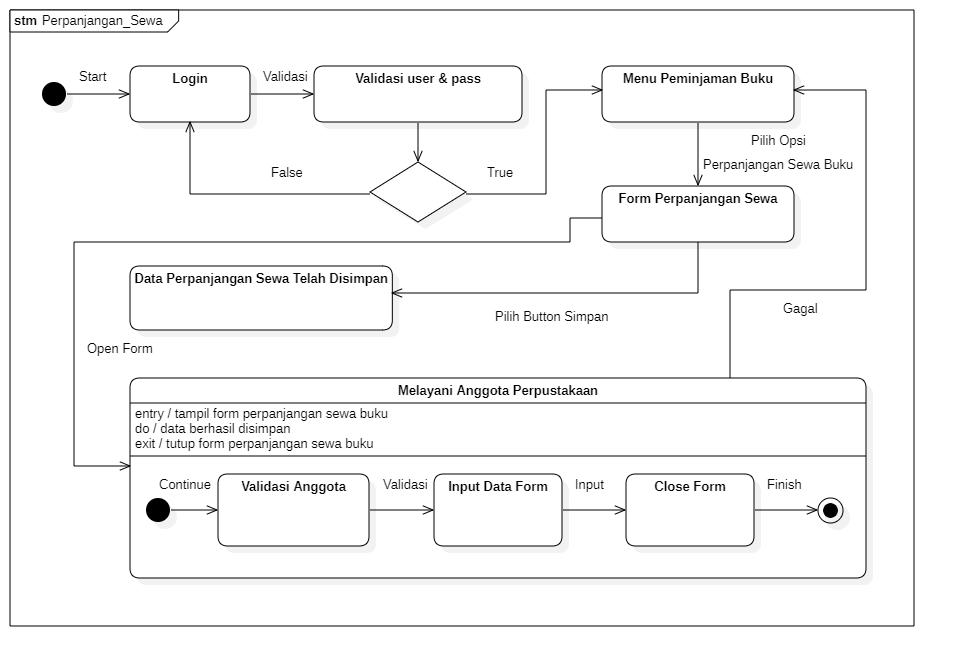 stm Perpanjangan_Sewa
Start
Login
Validasi
Validasi user & pass
Menu Peminjaman Buku
False
True
Pilih Opsi
Perpanjangan Sewa Buku
Form Perpanjangan Sewa
Data Perpanjangan Sewa Telah Disimpan
Pilih Button Simpan
Gagal
Open Form
Melayani Anggota Perpustakaan
entry / tampil form perpanjangan sewa buku
do / data berhasil disimpan
exit / tutup form perpanjangan sewa buku
Continue
Validasi Anggota
Validasi
Input Data Form
Input
Close Form
Finish